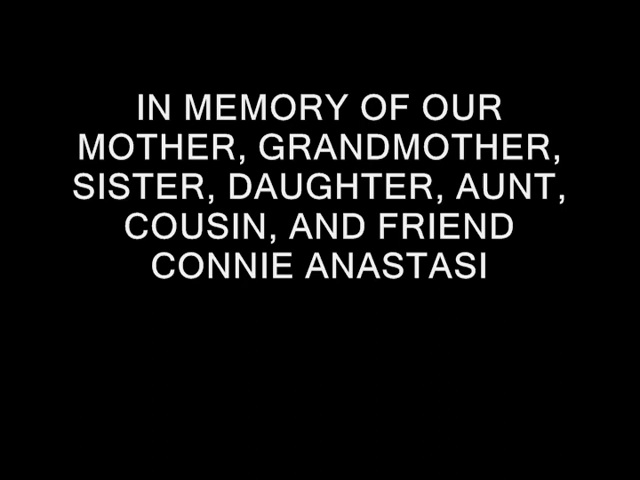 IN MEMORY OF OUR
MOTHER, GRANDMOTHER,
SISTER, DAUGHTER, AUNT,
COUSIN, AND FRIEND
CONNIE ANASTASI